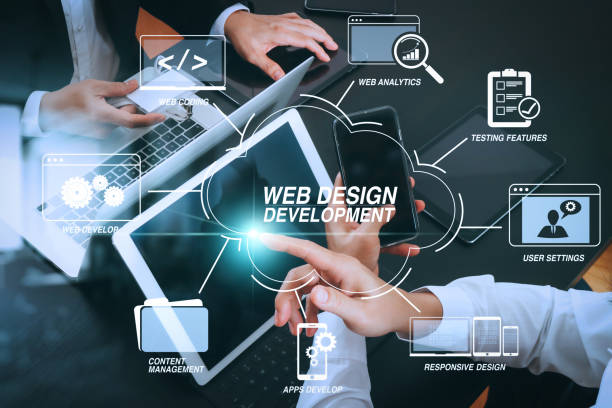 </>
WEB CODING
WEB ANALYTICS
TESTING FEATURES
WEB DEVELOP
WEB DESIGN
DEVELOPMENT
USER SETTINGS
CONTENT
MANAGEMENT
APPS DEVELOP
RESPONSIVE DESIGN